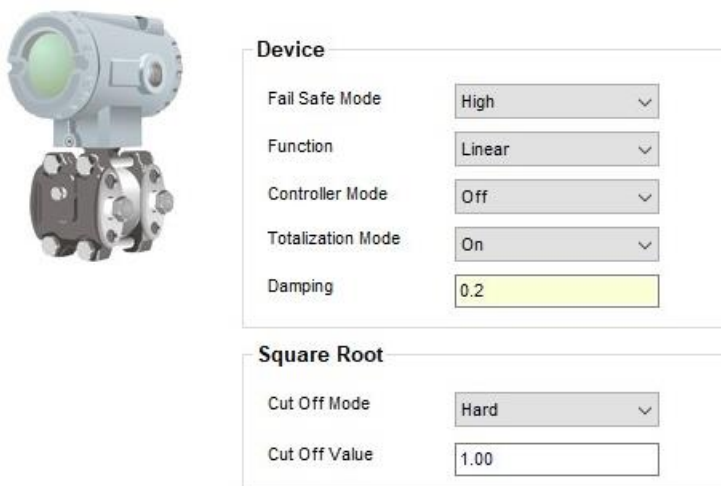 Device
Fail Safe Mode High
Function Linear
Controller Mode Off
Totalization Mode On
Damping 0.2
Square Root
Cut Off Mode Hard
Cut Off Value 1.00